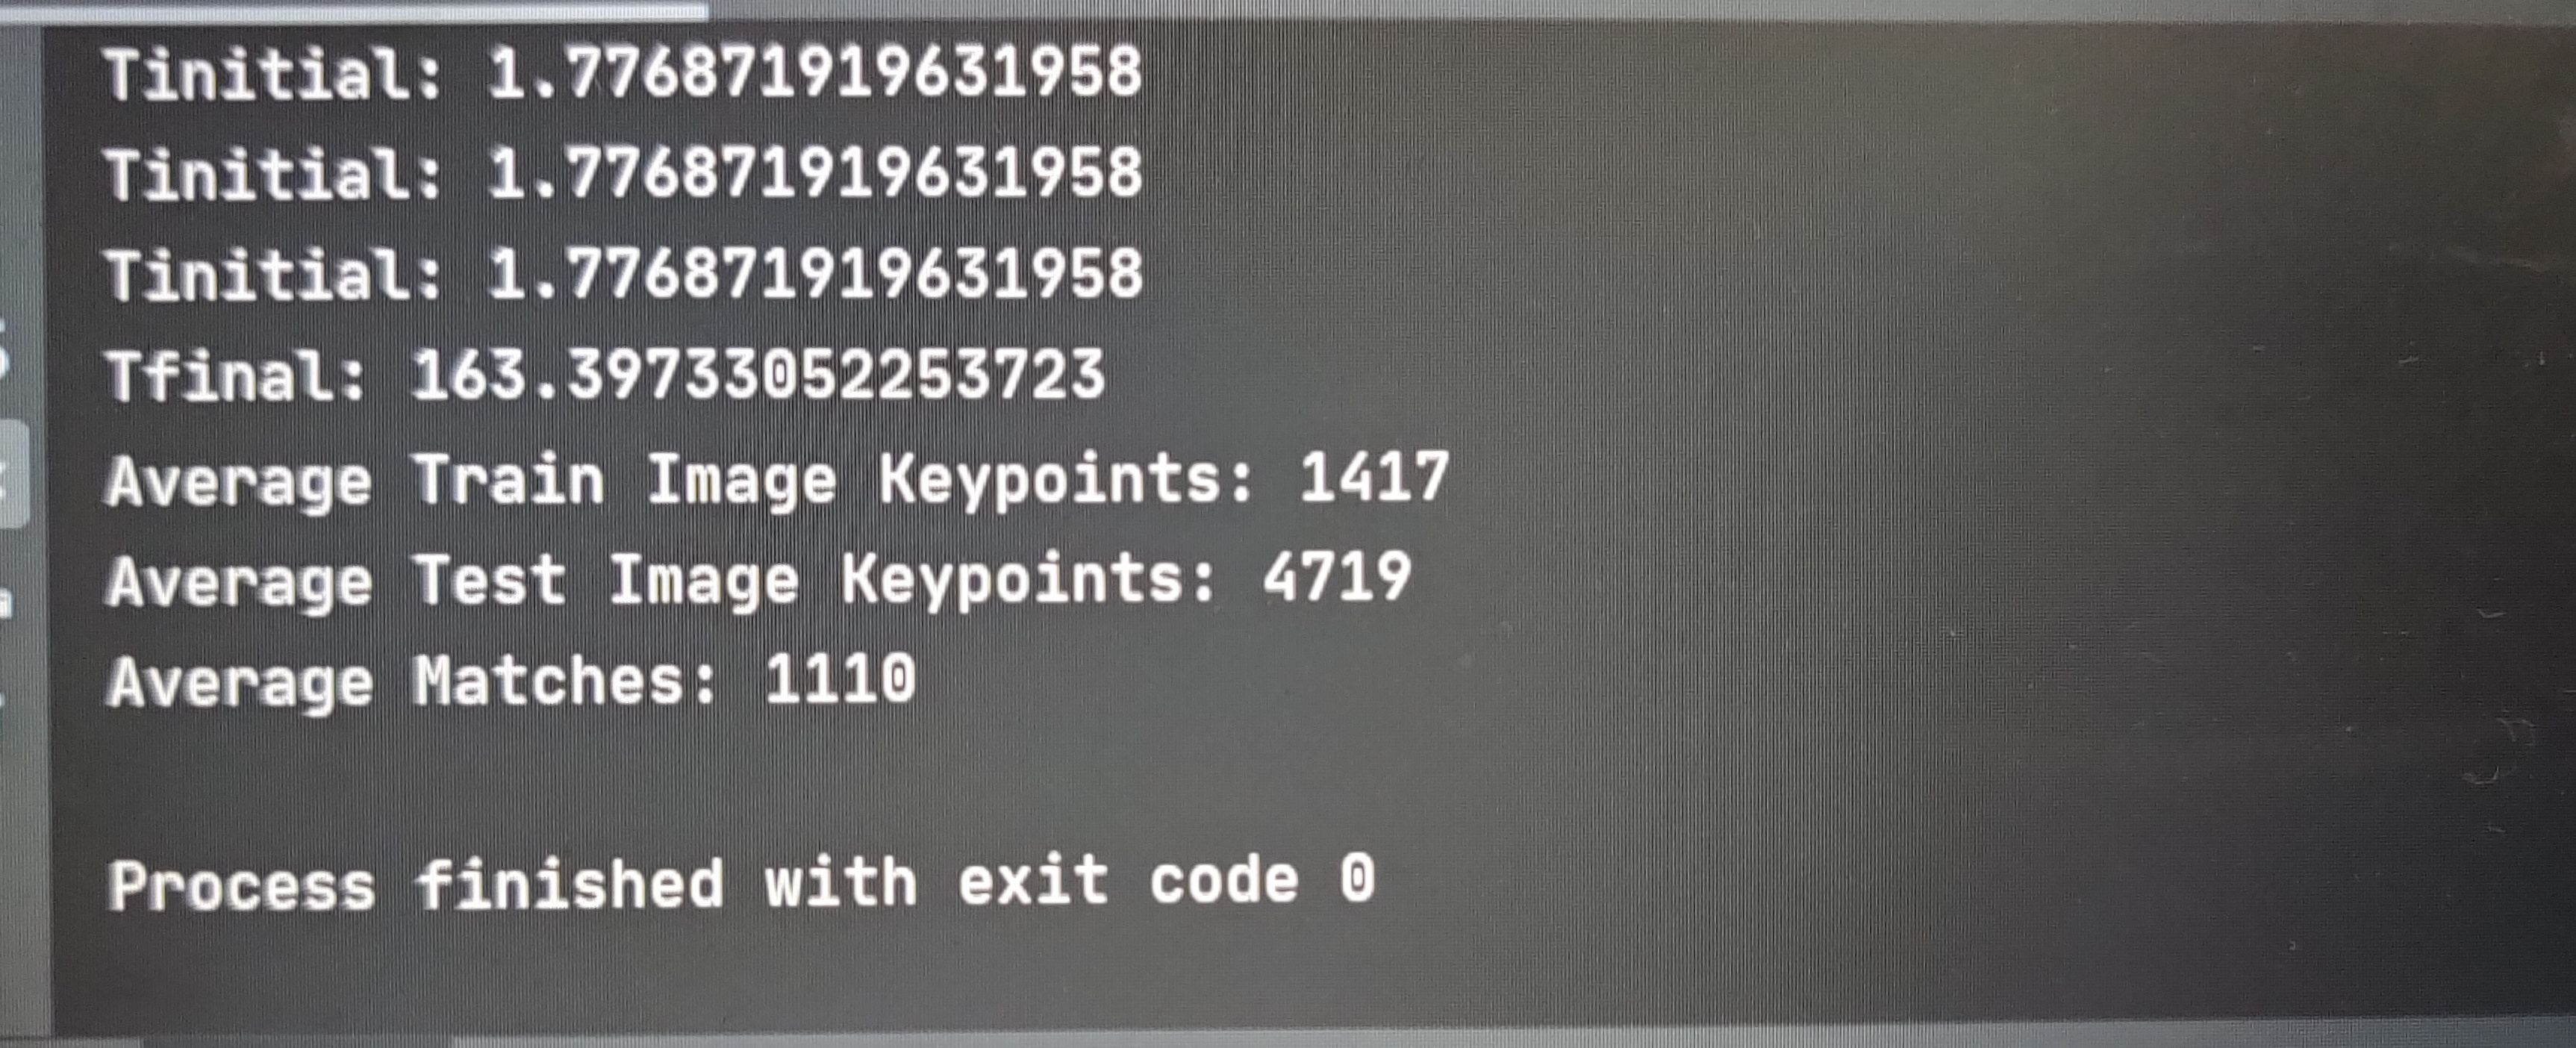 Tinitial: 1.776871919631958
Tinitial: 1.776871919631958
Tinitial: 1.776871919631958
Tfinal: 163.39733052253723
Average Train Image Keypoints: 1417
Average Test Image Keypoints: 4719
Average Matches: 1110
Process finished with exit code 0